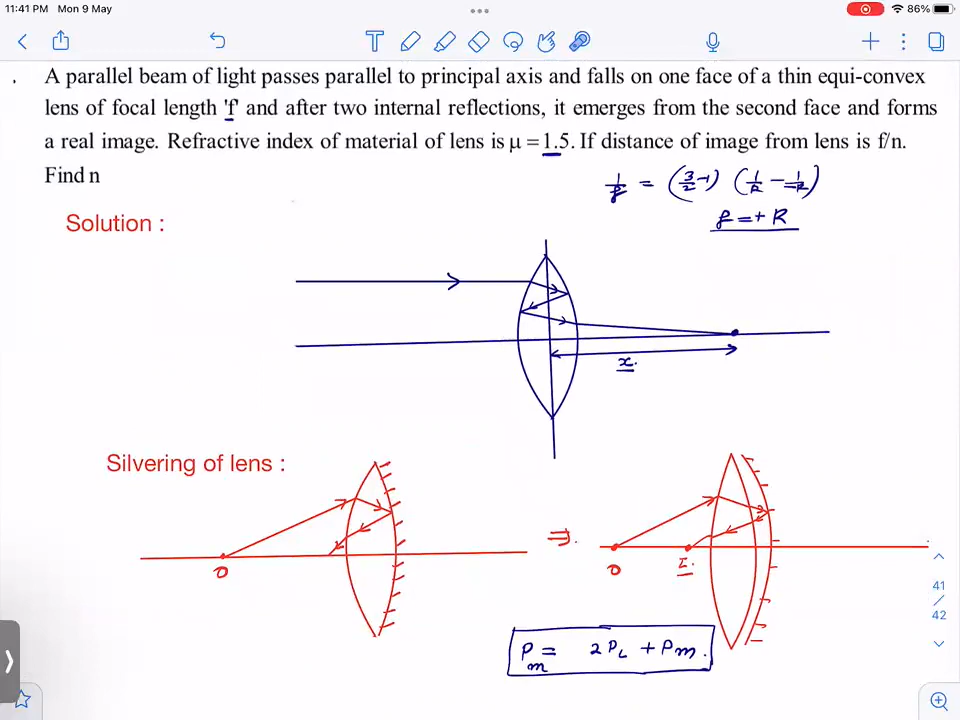 11:41 PM Mon 9 May
86%
A parallel beam of light passes parallel to principal axis and falls on one face of a thin equi-convex
lens of focal length 'f' and after two internal reflections, it emerges from the second face and forms
a real image. Refractive index of material of lens is μ = 1.5. If distance of image from lens is f/n.
Find n
1/f = (3/2 - 1) (1/R - 1/-R)
f = + R
Solution :
x.
Silvering of lens :
⇒
O
O
I.
Pm = 2PL + Pm.
41
/
42